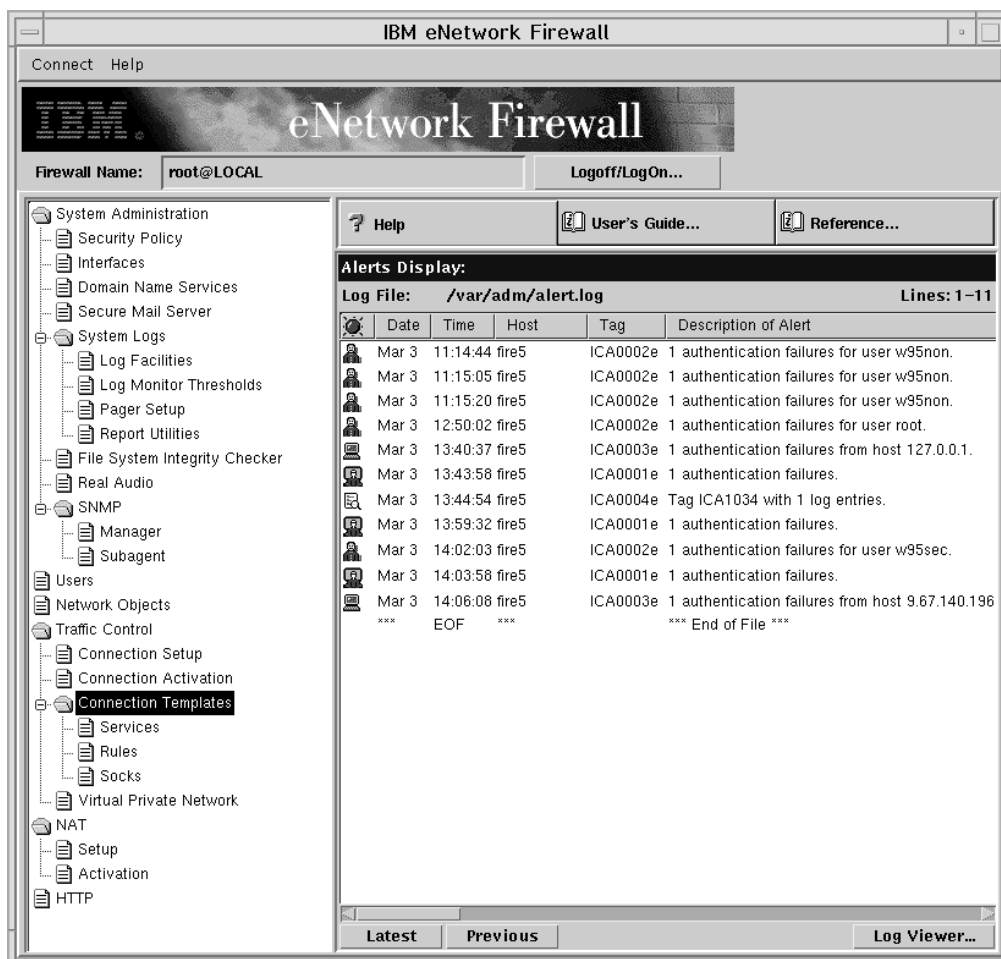 IBM eNetwork Firewall
Connect Help
IBM
eNetwork Firewall
Firewall Name: root@LOCAL Logoff/LogOn...
System Administration
Security Policy
Interfaces
Domain Name Services
Secure Mail Server
System Logs
Log Facilities
Log Monitor Thresholds
Pager Setup
Report Utilities
File System Integrity Checker
Real Audio
SNMP
Manager
Subagent
Users
Network Objects
Traffic Control
Connection Setup
Connection Activation
Connection Templates
Services
Rules
Socks
Virtual Private Network
NAT
Setup
Activation
HTTP
? Help User's Guide... Reference...
Alerts Display:
Log File: /var/adm/alert.log Lines: 1-11
Date Time Host Tag Description of Alert
Mar 3 11:14:44 fire5 ICA0002e 1 authentication failures for user w95non.
Mar 3 11:15:05 fire5 ICA0002e 1 authentication failures for user w95non.
Mar 3 11:15:20 fire5 ICA0002e 1 authentication failures for user w95non.
Mar 3 12:50:02 fire5 ICA0002e 1 authentication failures for user root.
Mar 3 13:40:37 fire5 ICA0003e 1 authentication failures from host 127.0.0.1.
Mar 3 13:43:58 fire5 ICA0001e 1 authentication failures.
Mar 3 13:44:54 fire5 ICA0004e Tag ICA1034 with 1 log entries.
Mar 3 13:59:32 fire5 ICA0001e 1 authentication failures.
Mar 3 14:02:03 fire5 ICA0002e 1 authentication failures for user w95sec.
Mar 3 14:03:58 fire5 ICA0001e 1 authentication failures.
Mar 3 14:06:08 fire5 ICA0003e 1 authentication failures from host 9.67.140.196
*** EOF *** *** End of File ***
Latest Previous Log Viewer...